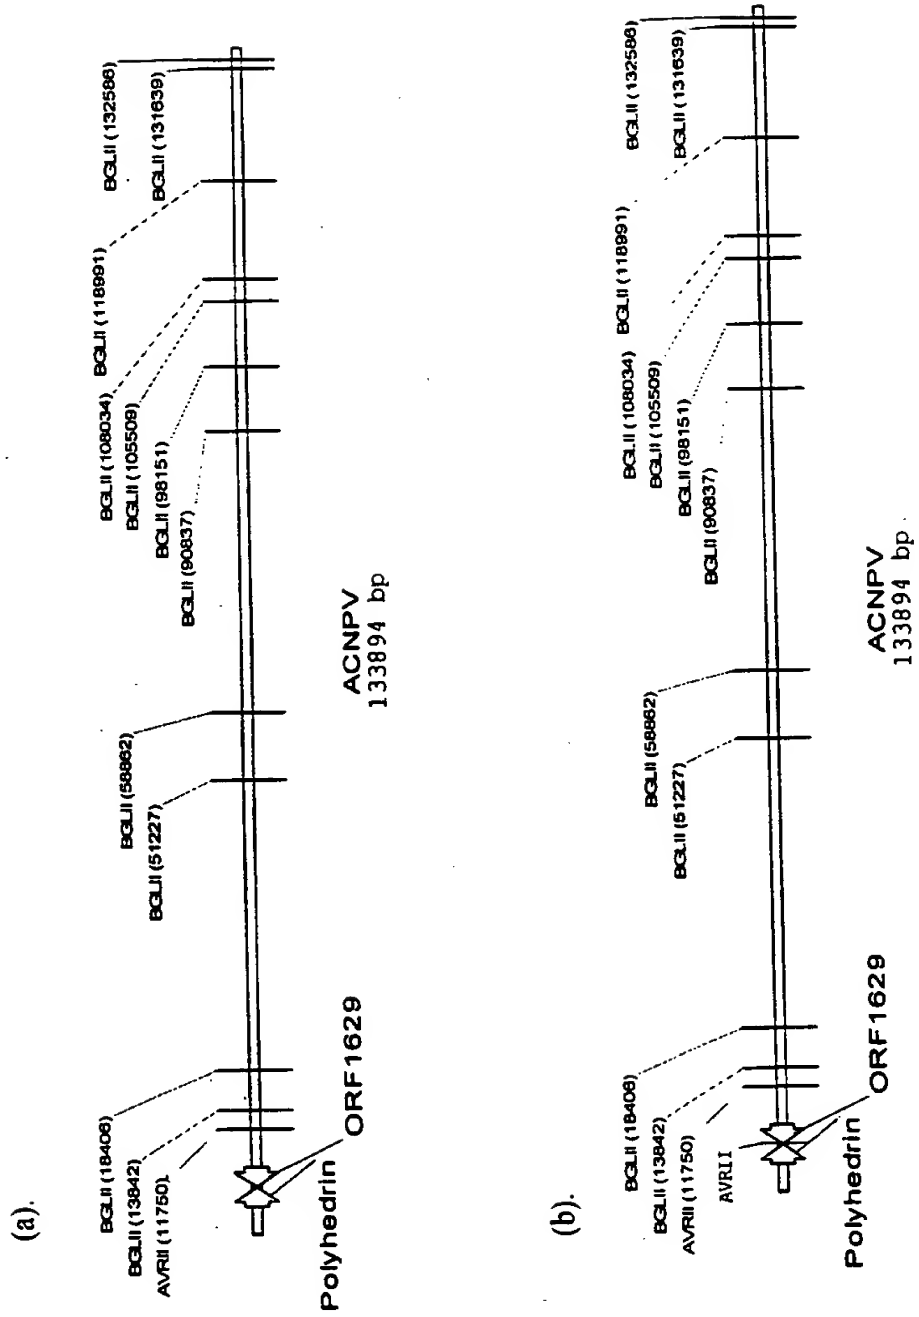 (a).
BGLII (132586)
BGLII (131639)
BGLII (118991)
BGLII (108034)
BGLII (105509)
BGLII (98151)
BGLII (90837)
BGLII (58862)
BGLII (51227)
BGLII (18406)
BGLII (13842)
AVRII (11750)
ACNPV
133894 bp
ORF1629
Polyhedrin
(b).
BGLII (132586)
BGLII (131639)
BGLII (118991)
BGLII (108034)
BGLII (105509)
BGLII (98151)
BGLII (90837)
BGLII (58862)
BGLII (51227)
BGLII (18406)
BGLII (13842)
AVRII (11750)
AVRII
ACNPV
133894 bp
ORF1629
Polyhedrin